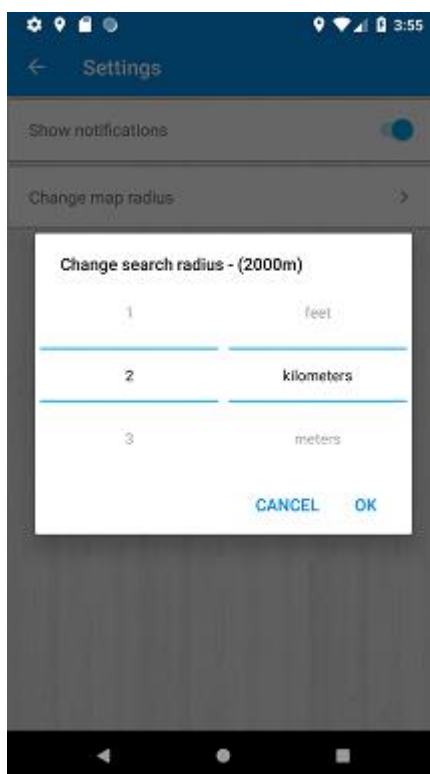 3:55
Settings
Show notifications
Change map radius
Change search radius - (2000m)
1 feet
2 kilometers
3 meters
CANCEL OK